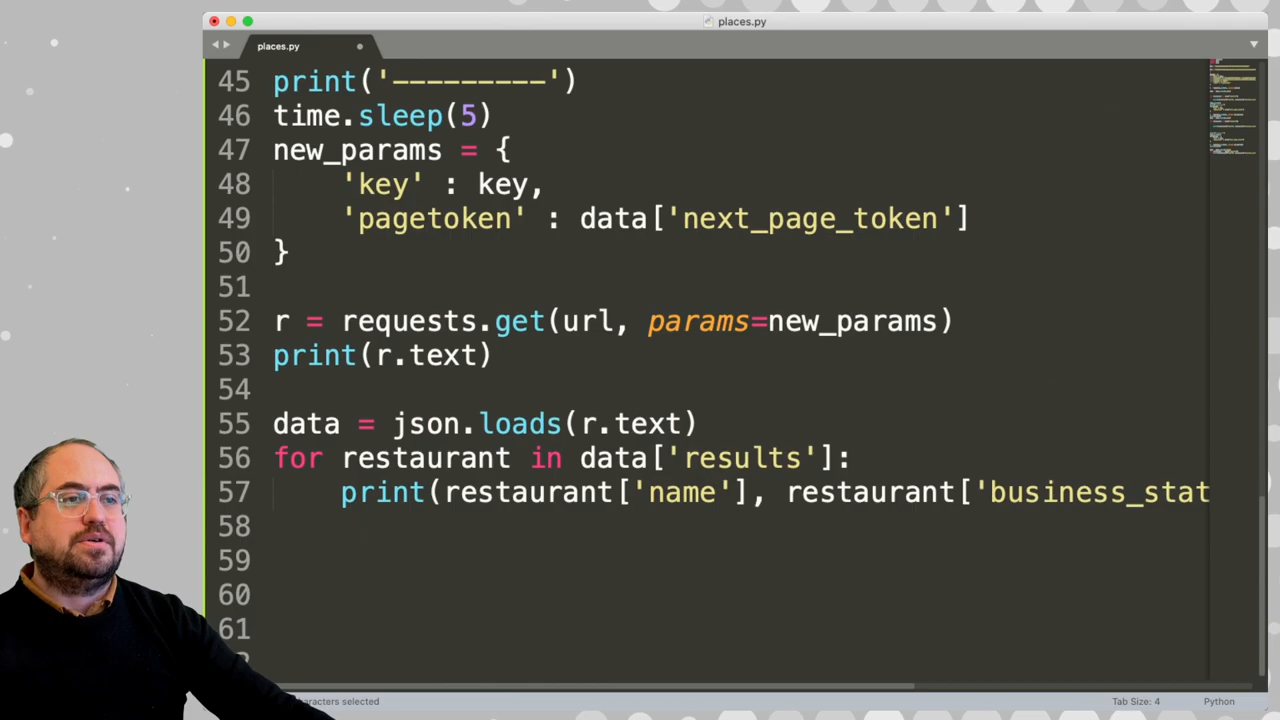 places.py
places.py
45 print('---------')
46 time.sleep(5)
47 new_params = {
48 'key' : key,
49 'pagetoken' : data['next_page_token']
50 }
51
52 r = requests.get(url, params=new_params)
53 print(r.text)
54
55 data = json.loads(r.text)
56 for restaurant in data['results']:
57 print(restaurant['name'], restaurant['business_stat
58
59
60
61
characters selected Tab Size: 4 Python